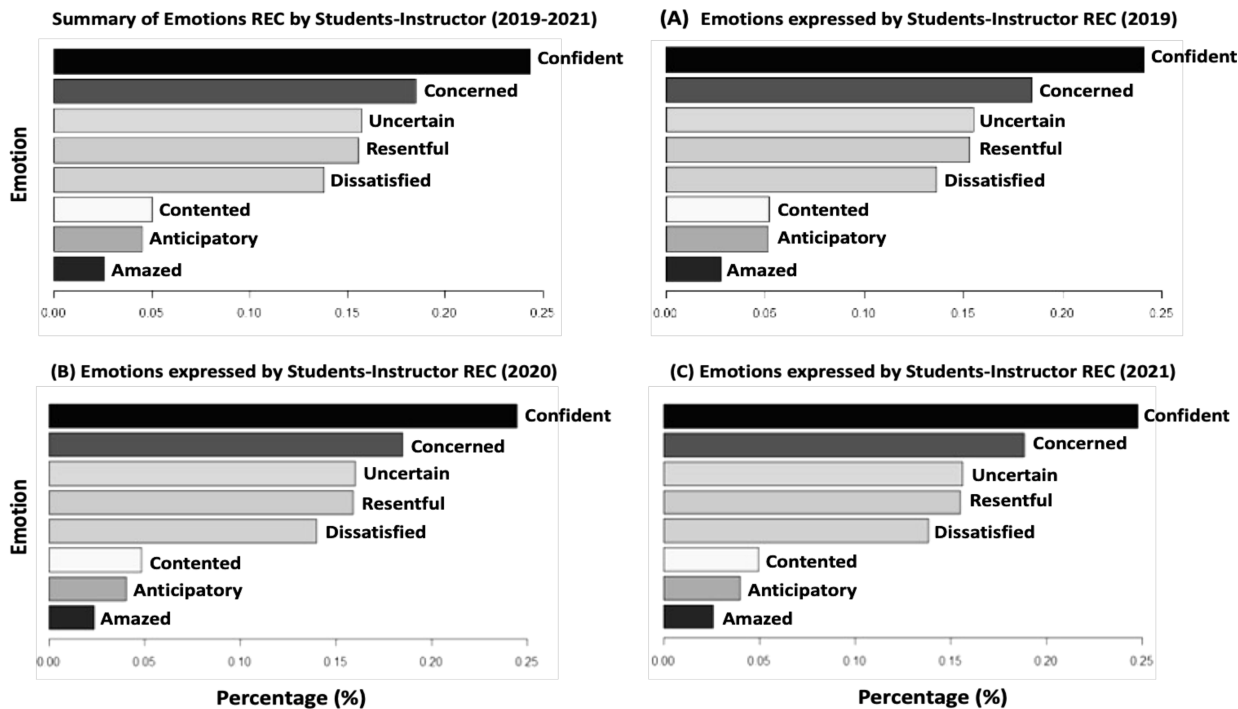 Summary of Emotions REC by Students-Instructor (2019-2021)
Emotion
Confident
Concerned
Uncertain
Resentful
Dissatisfied
Contented
Anticipatory
Amazed
0.00 0.05 0.10 0.15 0.20 0.25
(A) Emotions expressed by Students-Instructor REC (2019)
Confident
Concerned
Uncertain
Resentful
Dissatisfied
Contented
Anticipatory
Amazed
0.00 0.05 0.10 0.15 0.20 0.25
(B) Emotions expressed by Students-Instructor REC (2020)
Emotion
Confident
Concerned
Uncertain
Resentful
Dissatisfied
Contented
Anticipatory
Amazed
0.00 0.05 0.10 0.15 0.20 0.25
Percentage (%)
(C) Emotions expressed by Students-Instructor REC (2021)
Confident
Concerned
Uncertain
Resentful
Dissatisfied
Contented
Anticipatory
Amazed
0.00 0.05 0.10 0.15 0.20 0.25
Percentage (%)